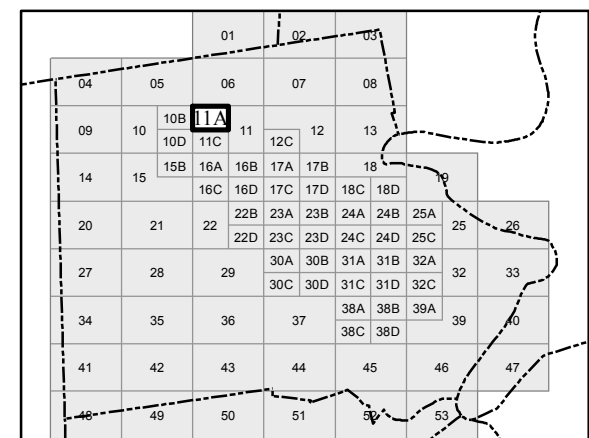 01 02 03
04 05 06 07 08
09 10 10B 11A 11 12 13
10D 11C 12C
14 15 15B 16A 16B 17A 17B 18 19
16C 16D 17C 17D 18C 18D
20 21 22 22B 23A 23B 24A 24B 25A 25 26
22D 23C 23D 24C 24D 25C
27 28 29 30A 30B 31A 31B 32A 32 33
30C 30D 31C 31D 32C
34 35 36 37 38A 38B 39A 39 40
38C 38D
41 42 43 44 45 46 47
48 49 50 51 52 53